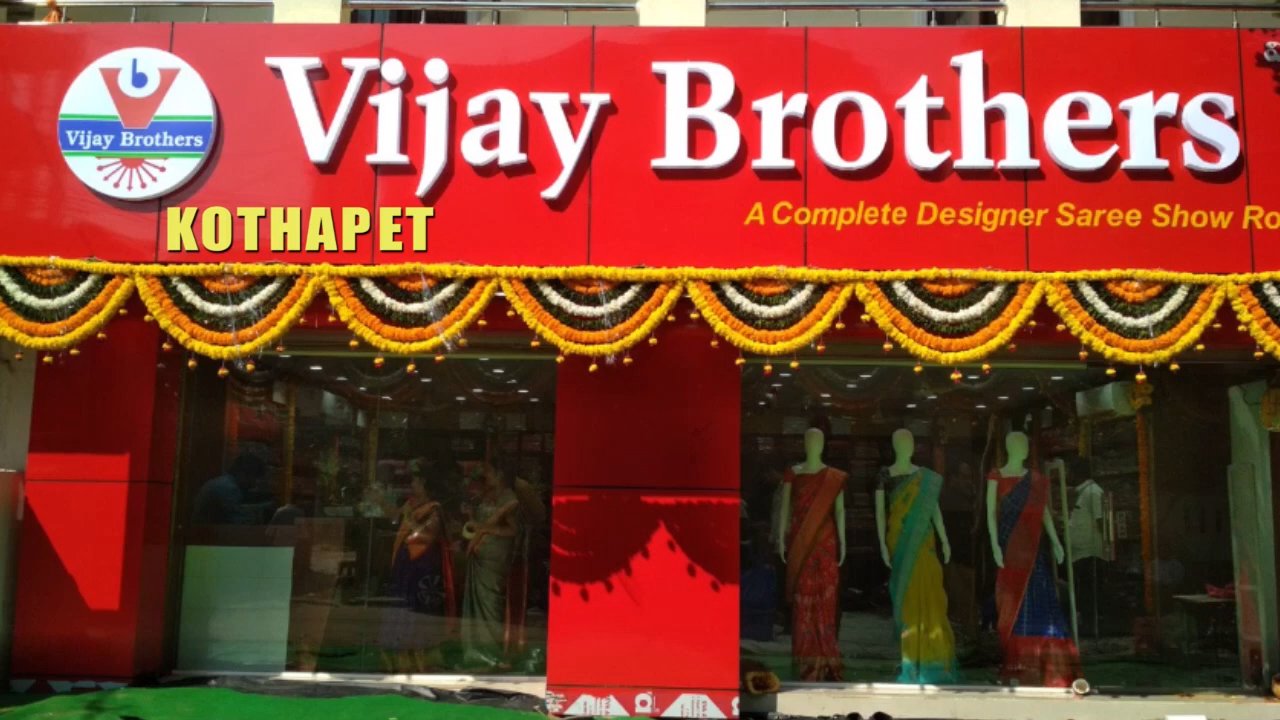 Vijay Brothers
b
Vijay Brothers
KOTHAPET
A Complete Designer Saree Show Ro